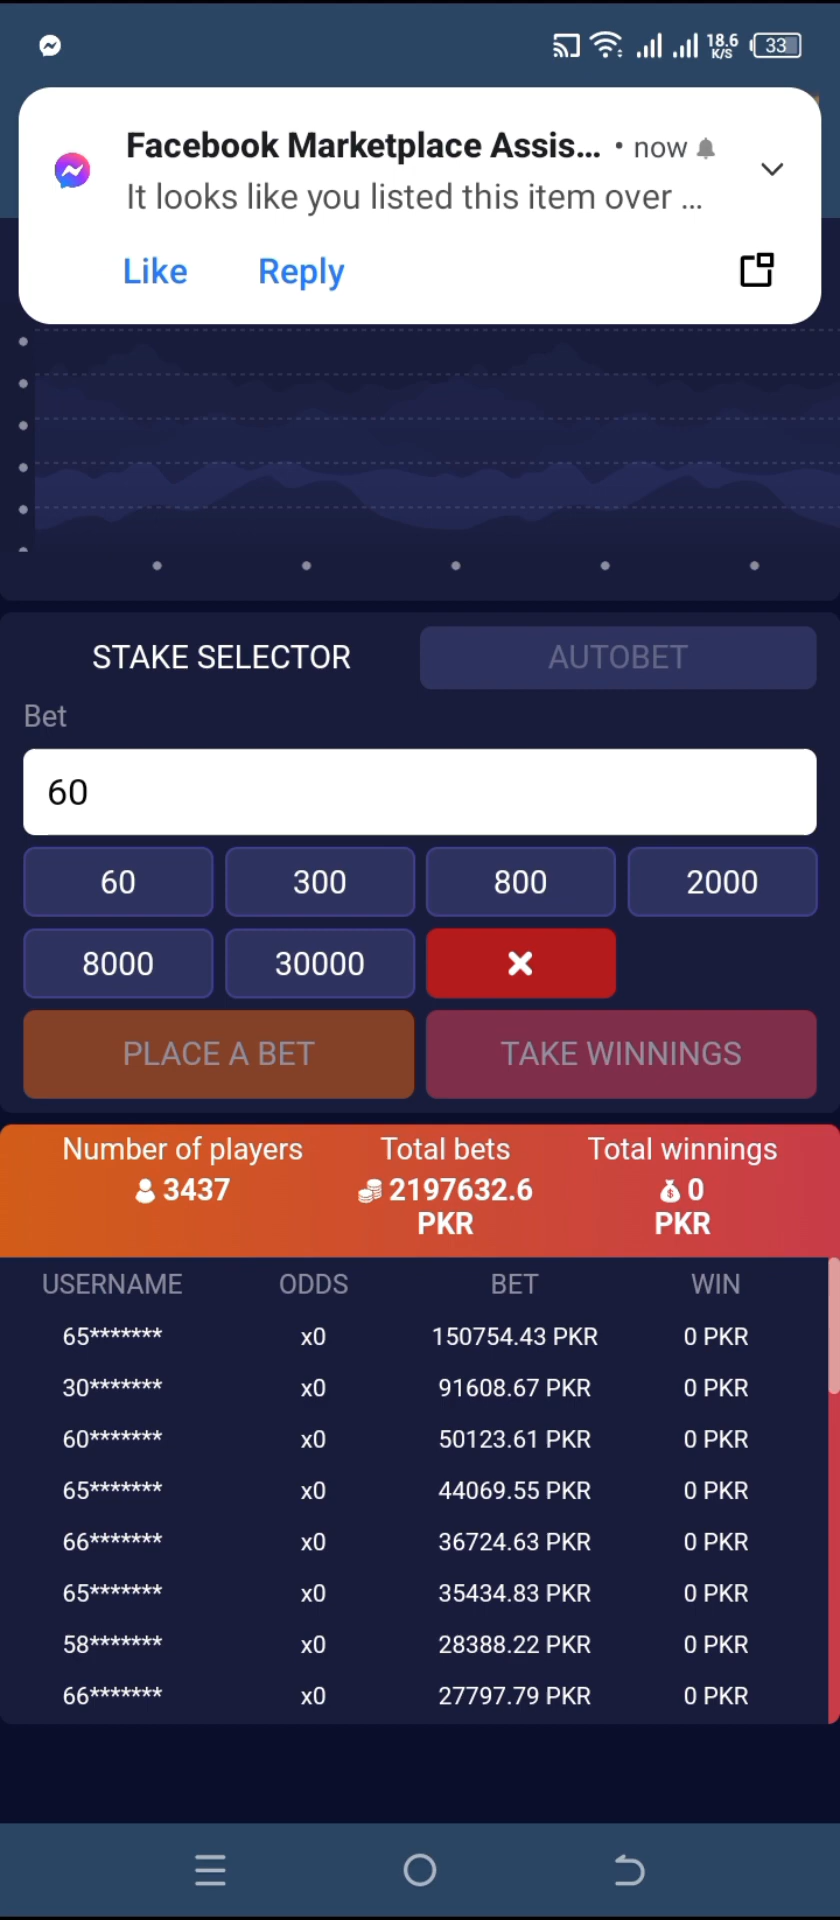 18.6
K/S
33
Facebook Marketplace Assis... • now
It looks like you listed this item over ...
Like Reply
STAKE SELECTOR AUTOBET
Bet
60
60 300 800 2000
8000 30000
PLACE A BET TAKE WINNINGS
Number of players Total bets Total winnings
3437 2197632.6 0
PKR PKR
USERNAME ODDS BET WIN
65******* x0 150754.43 PKR 0 PKR
30******* x0 91608.67 PKR 0 PKR
60******* x0 50123.61 PKR 0 PKR
65******* x0 44069.55 PKR 0 PKR
66******* x0 36724.63 PKR 0 PKR
65******* x0 35434.83 PKR 0 PKR
58******* x0 28388.22 PKR 0 PKR
66******* x0 27797.79 PKR 0 PKR